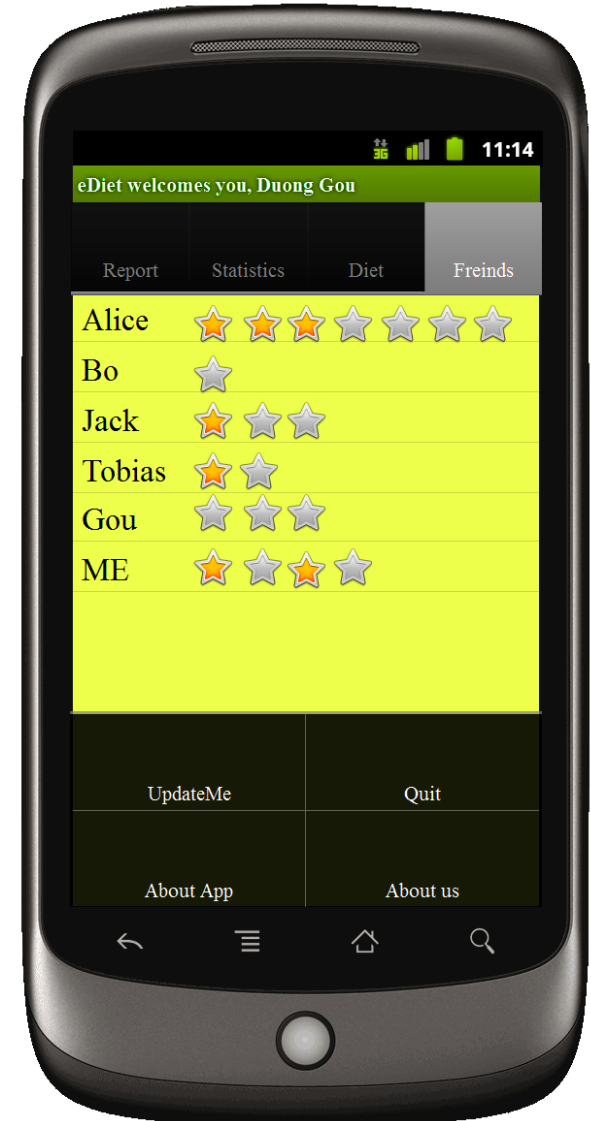 3G 11:14
eDiet welcomes you, Duong Gou
Report Statistics Diet Freinds
Alice
Bo
Jack
Tobias
Gou
ME
UpdateMe Quit
About App About us